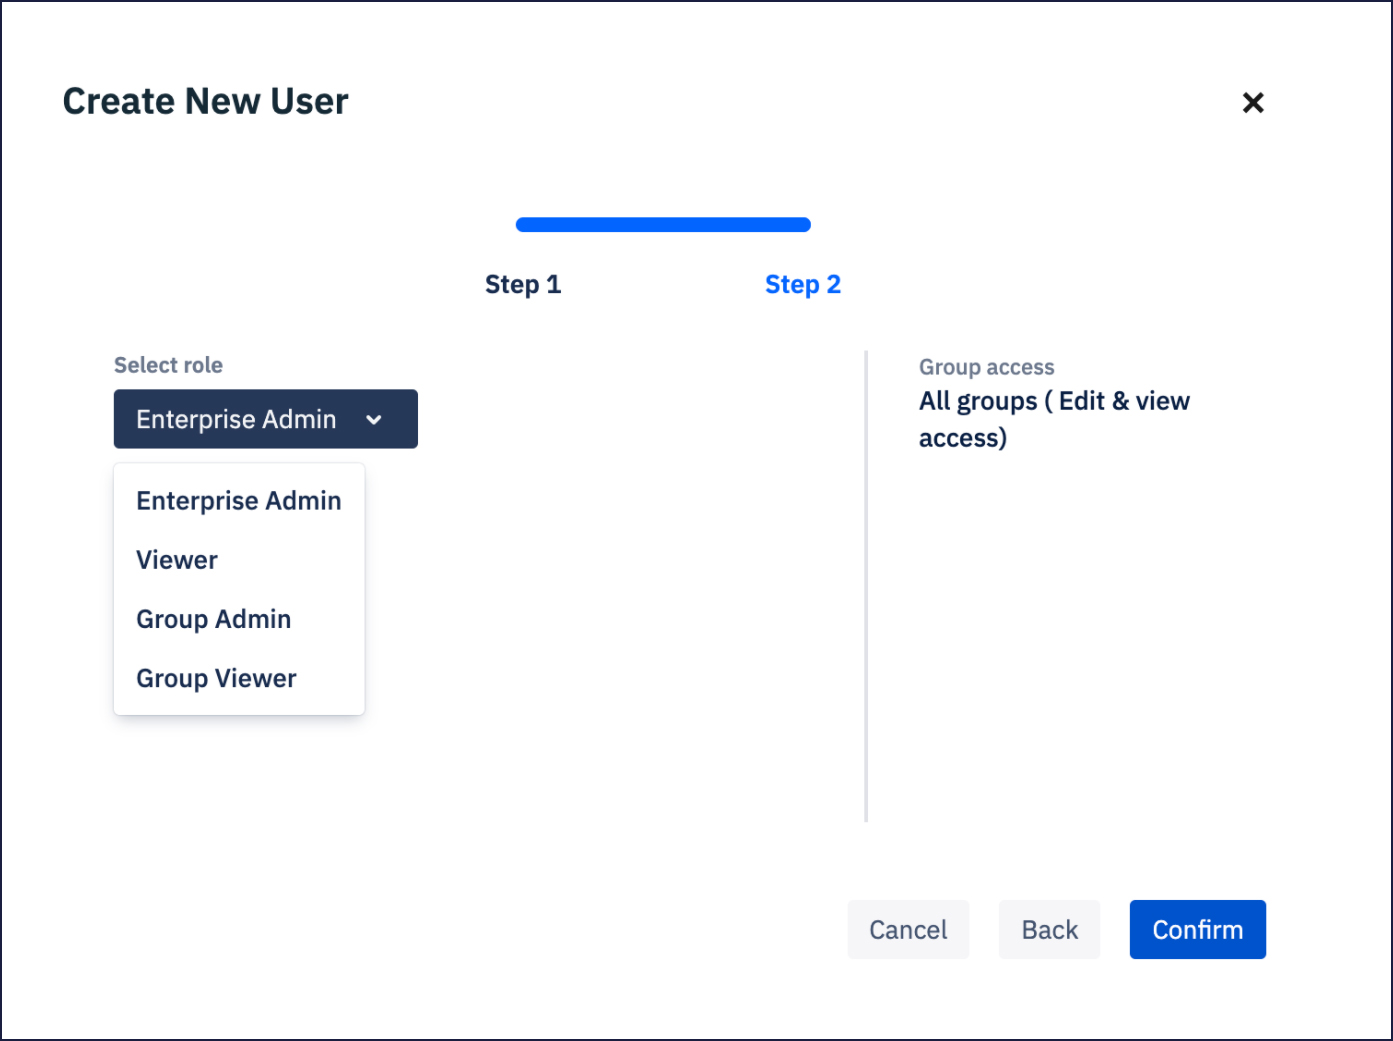 Create New User
Step 1
Step 2
Select role
Enterprise Admin
Enterprise Admin
Viewer
Group Admin
Group Viewer
Group access
All groups ( Edit & view
access)
Cancel
Back
Confirm